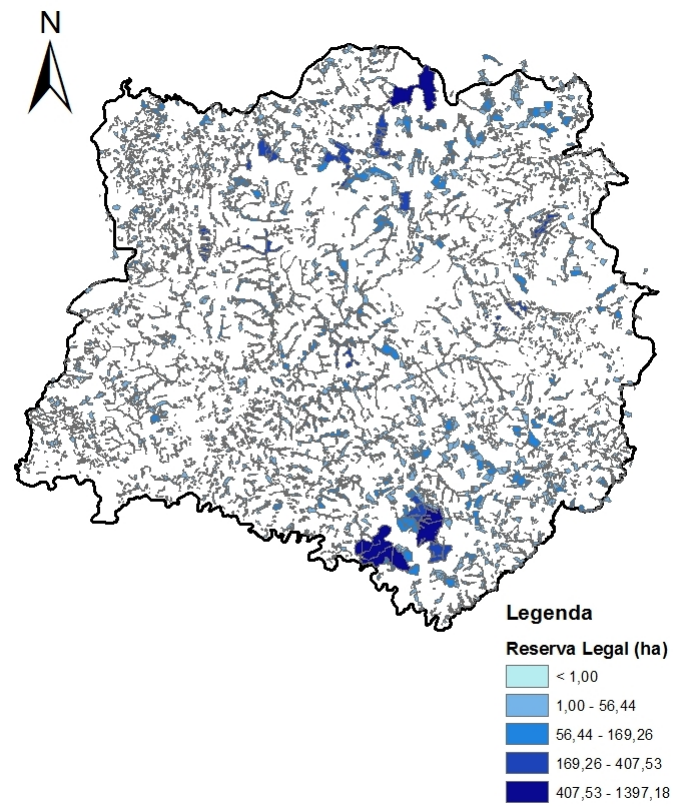 N
Legenda
Reserva Legal (ha)
< 1,00
1,00 - 56,44
56,44 - 169,26
169,26 - 407,53
407,53 - 1397,18